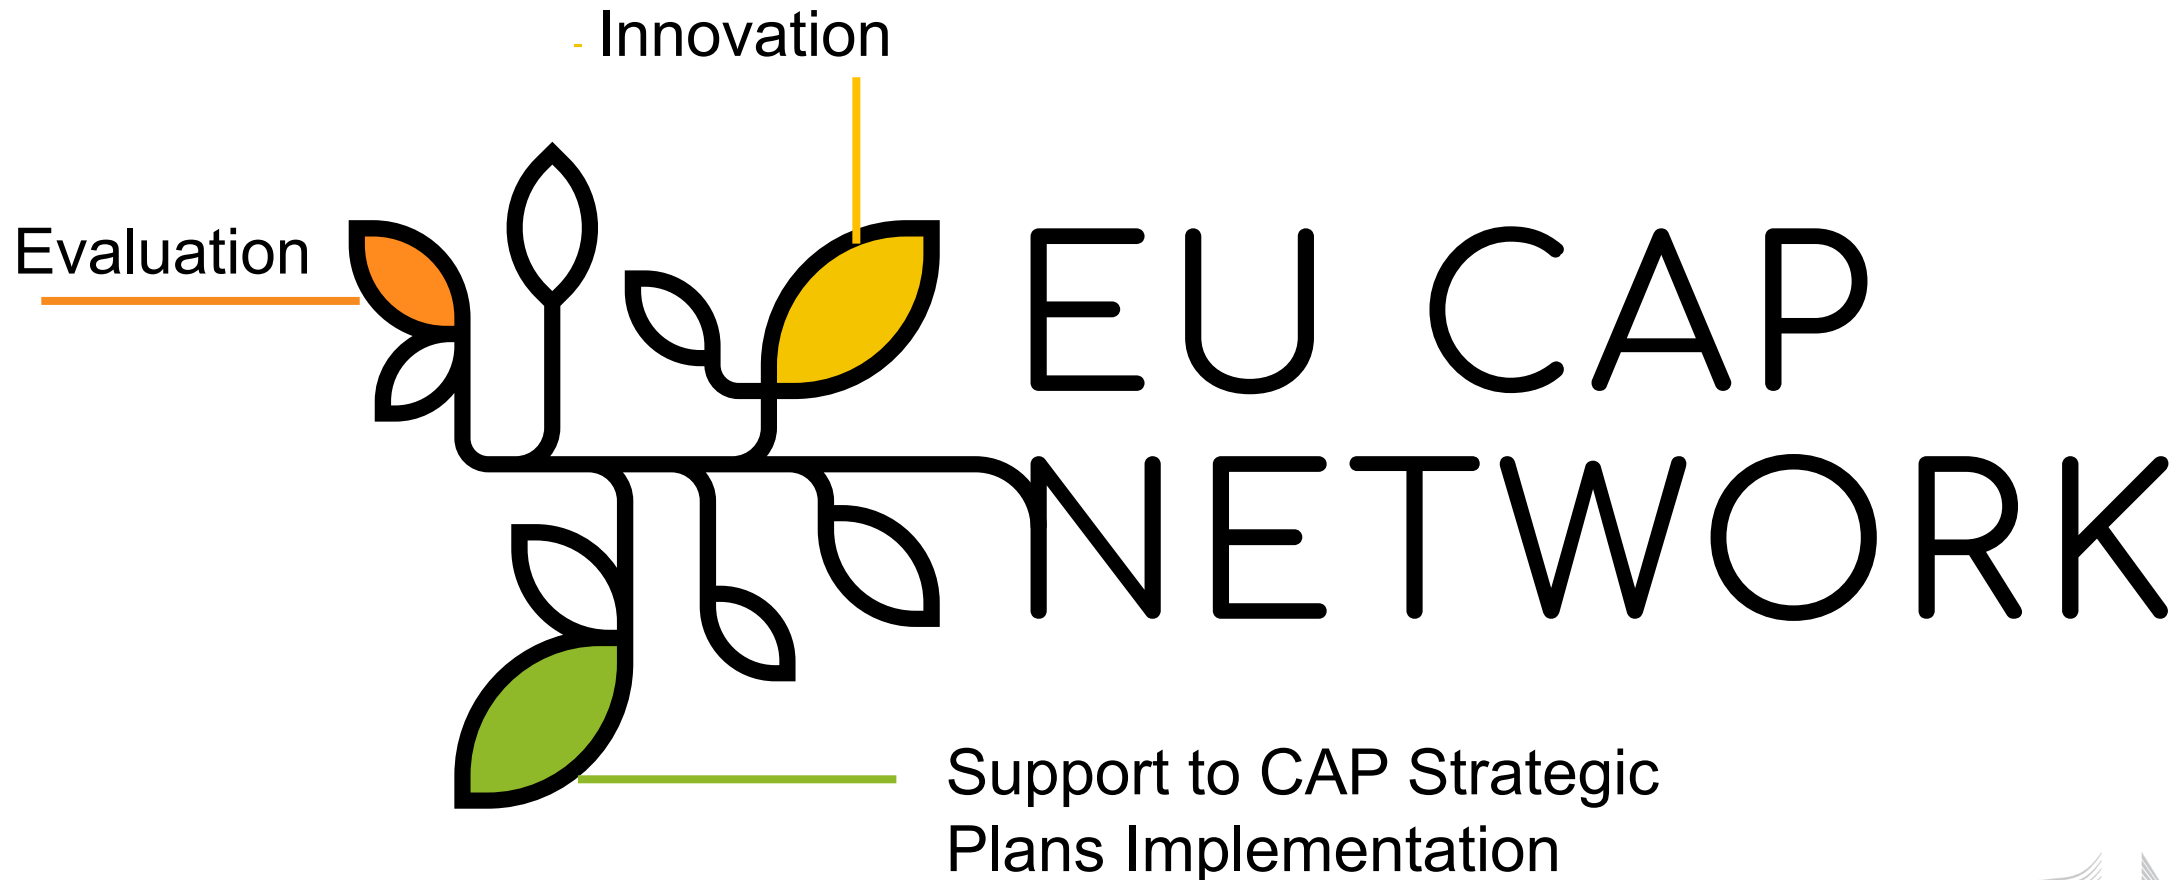 - Innovation
Evaluation
EU CAP
NETWORK
Support to CAP Strategic
Plans Implementation